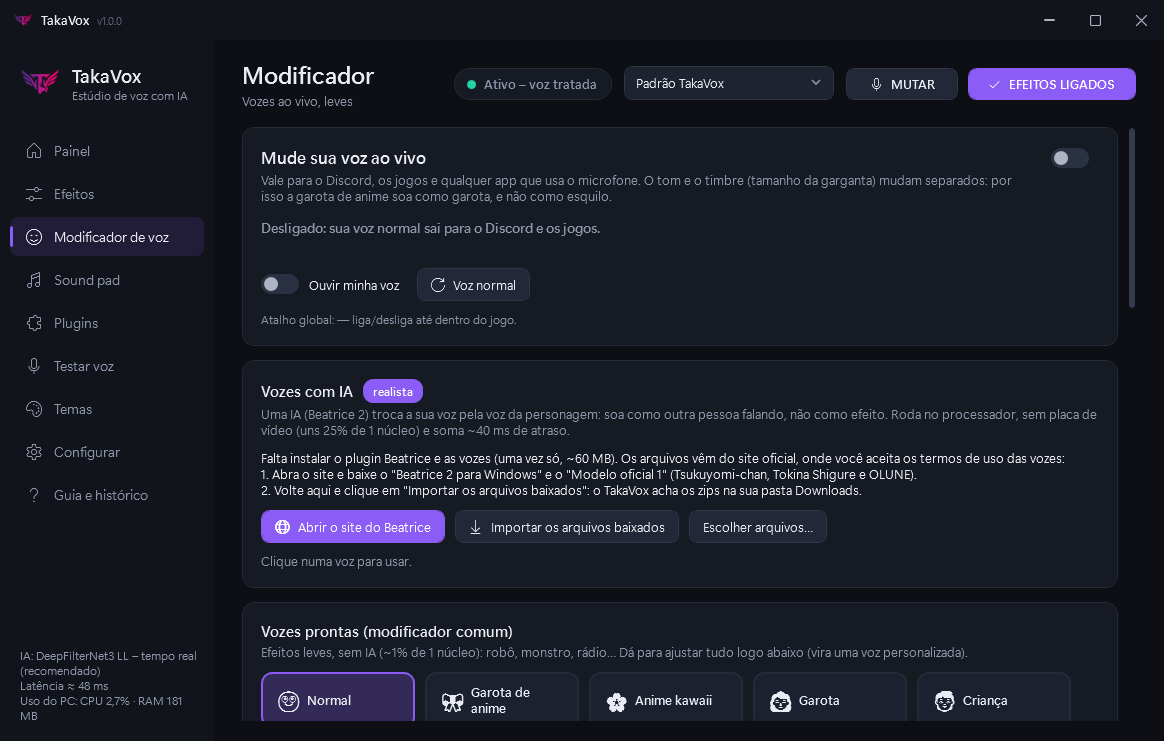 TakaVox v1.0.0
TakaVox
Estúdio de voz com IA
Painel
Efeitos
Modificador de voz
Sound pad
Plugins
Testar voz
Temas
Configurar
Guia e histórico
IA: DeepFilterNet3 LL – tempo real
(recomendado)
Latência ≈ 48 ms
Uso do PC: CPU 2,7% · RAM 181
MB
Modificador
Vozes ao vivo, leves
Ativo – voz tratada
Padrão TakaVox
MUTAR
EFEITOS LIGADOS
Mude sua voz ao vivo
Vale para o Discord, os jogos e qualquer app que usa o microfone. O tom e o timbre (tamanho da garganta) mudam separados: por
isso a garota de anime soa como garota, e não como esquilo.
Desligado: sua voz normal sai para o Discord e os jogos.
Ouvir minha voz
Voz normal
Atalho global: — liga/desliga até dentro do jogo.
Vozes com IA realista
Uma IA (Beatrice 2) troca a sua voz pela voz da personagem: soa como outra pessoa falando, não como efeito. Roda no processador, sem placa de
vídeo (uns 25% de 1 núcleo) e soma ~40 ms de atraso.
Falta instalar o plugin Beatrice e as vozes (uma vez só, ~60 MB). Os arquivos vêm do site oficial, onde você aceita os termos de uso das vozes:
1. Abra o site e baixe o "Beatrice 2 para Windows" e o "Modelo oficial 1" (Tsukuyomi-chan, Tokina Shigure e OLUNE).
2. Volte aqui e clique em "Importar os arquivos baixados": o TakaVox acha os zips na sua pasta Downloads.
Abrir o site do Beatrice
Importar os arquivos baixados
Escolher arquivos...
Clique numa voz para usar.
Vozes prontas (modificador comum)
Efeitos leves, sem IA (~1% de 1 núcleo): robô, monstro, rádio... Dá para ajustar tudo logo abaixo (vira uma voz personalizada).
Normal
Garota de
anime
Anime kawaii
Garota
Criança